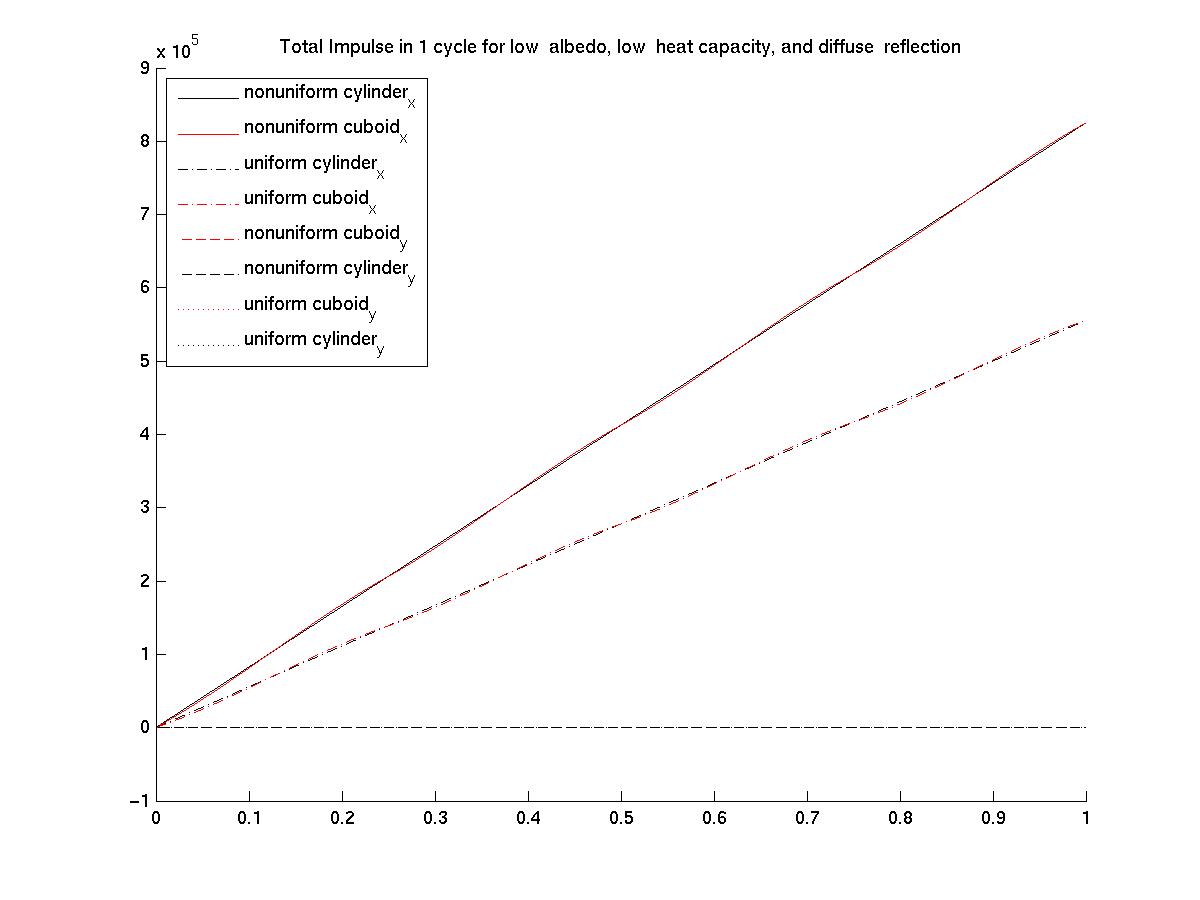 Total Impulse in 1 cycle for low albedo, low heat capacity, and diffuse reflection
x 10^5
nonuniform cylinder_x
nonuniform cuboid_x
uniform cylinder_x
uniform cuboid_x
nonuniform cuboid_y
nonuniform cylinder_y
uniform cuboid_y
uniform cylinder_y
9
8
7
6
5
4
3
2
1
0
−1
0 0.1 0.2 0.3 0.4 0.5 0.6 0.7 0.8 0.9 1